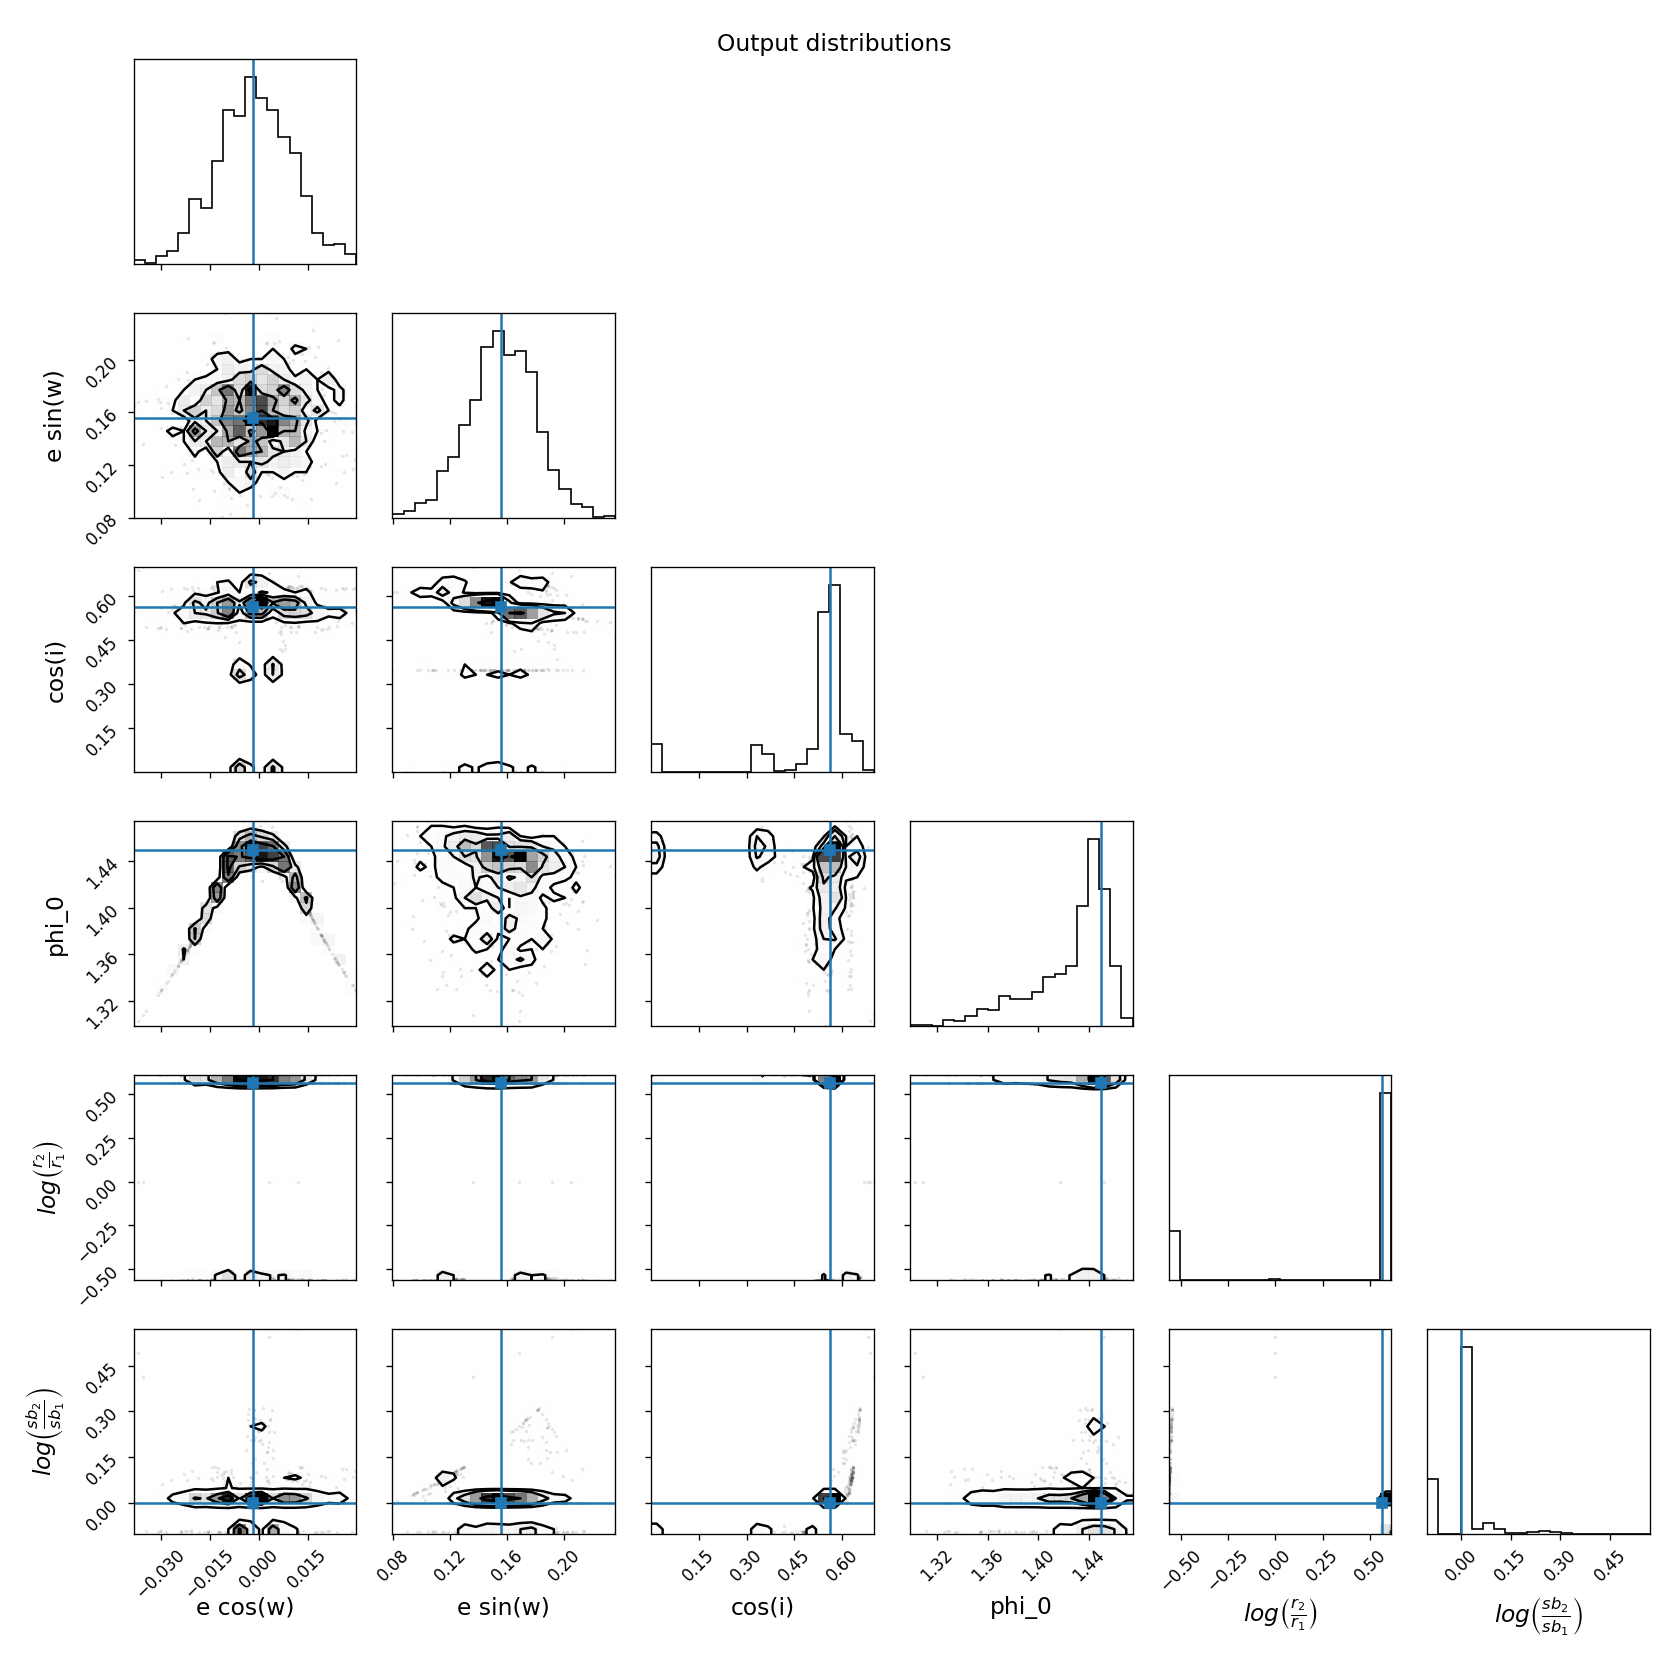 Output distributions
e sin(w)
0.20
0.16
0.12
0.08
cos(i)
0.60
0.45
0.30
0.15
phi_0
1.44
1.40
1.36
1.32
log(r₂/r₁)
0.50
0.25
0.00
−0.25
−0.50
log(sb₂/sb₁)
0.45
0.30
0.15
0.00
−0.030 −0.015 0.000 0.015
0.08 0.12 0.16 0.20
0.15 0.30 0.45 0.60
1.32 1.36 1.40 1.44
−0.50 −0.25 0.00 0.25 0.50
0.00 0.15 0.30 0.45
e cos(w) e sin(w) cos(i) phi_0 log(r₂/r₁) log(sb₂/sb₁)